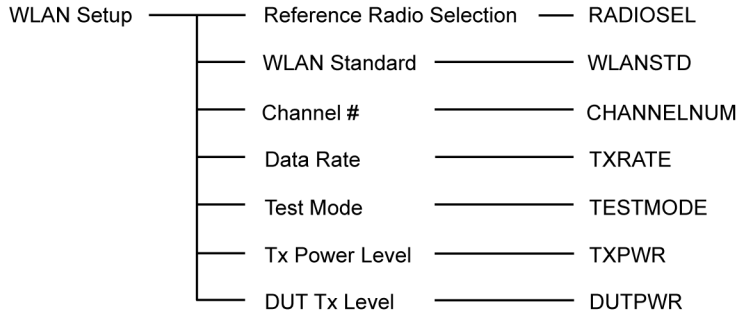 WLAN Setup Reference Radio Selection RADIOSEL
WLAN Standard WLANSTD
Channel # CHANNELNUM
Data Rate TXRATE
Test Mode TESTMODE
Tx Power Level TXPWR
DUT Tx Level DUTPWR